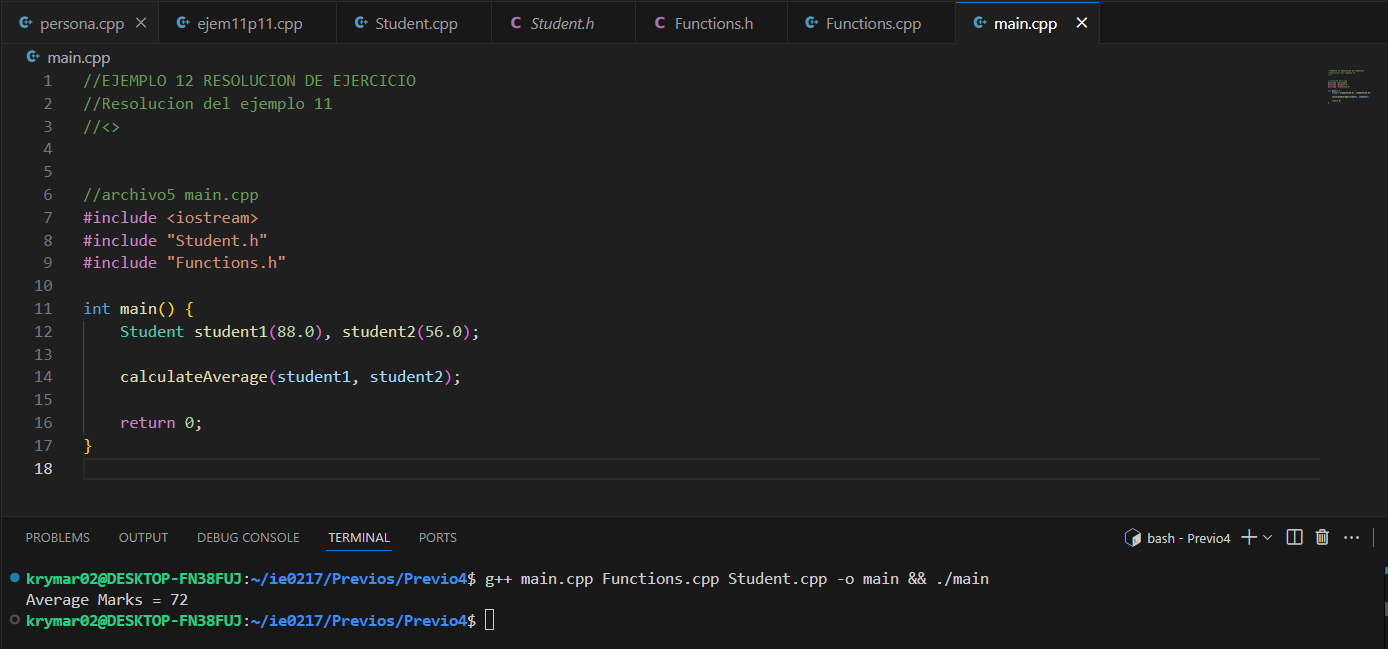 persona.cpp ejem11p11.cpp Student.cpp Student.h Functions.h Functions.cpp main.cpp
main.cpp
1 //EJEMPLO 12 RESOLUCION DE EJERCICIO
2 //Resolucion del ejemplo 11
3 //<>
4
5
6 //archivo5 main.cpp
7 #include <iostream>
8 #include "Student.h"
9 #include "Functions.h"
10
11 int main() {
12 Student student1(88.0), student2(56.0);
13
14 calculateAverage(student1, student2);
15
16 return 0;
17 }
18
PROBLEMS OUTPUT DEBUG CONSOLE TERMINAL PORTS bash - Previo4
krymar02@DESKTOP-FN38FUJ:~/ie0217/Previos/Previo4$ g++ main.cpp Functions.cpp Student.cpp -o main && ./main
Average Marks = 72
krymar02@DESKTOP-FN38FUJ:~/ie0217/Previos/Previo4$